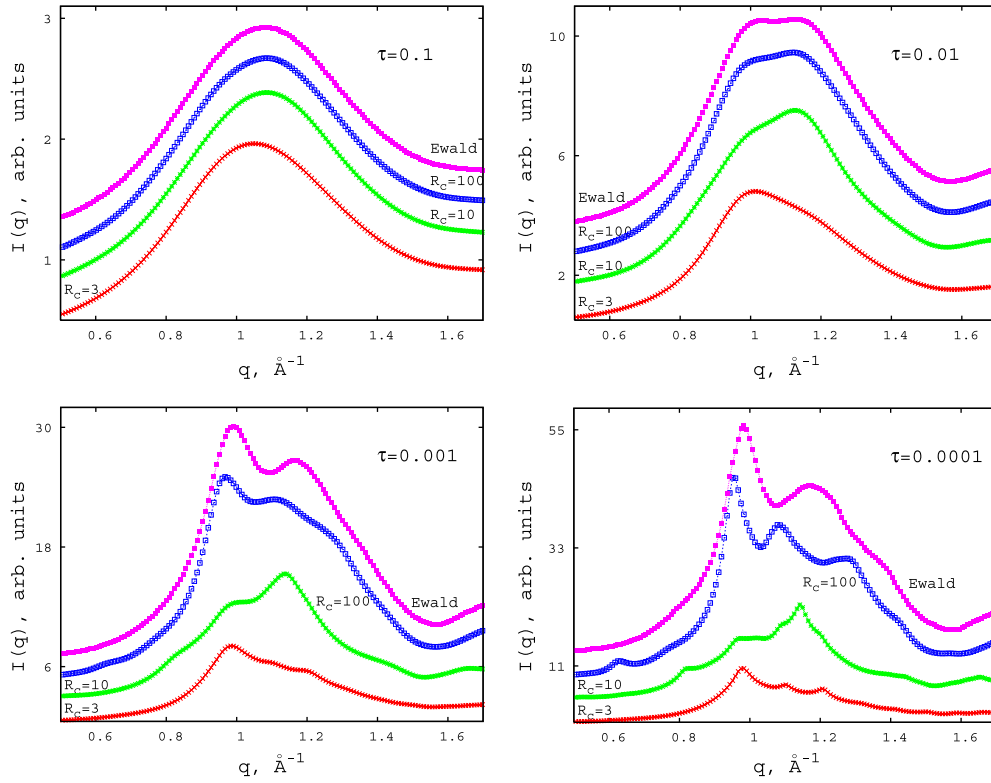 3
2
1
I(q), arb. units
τ=0.1
Ewald
R_c=100
R_c=10
R_c=3
0.6 0.8 1 1.2 1.4 1.6
q, Å⁻¹
10
6
2
I(q), arb. units
τ=0.01
Ewald
R_c=100
R_c=10
R_c=3
0.6 0.8 1 1.2 1.4 1.6
q, Å⁻¹
30
18
6
I(q), arb. units
τ=0.001
Ewald
R_c=100
R_c=10
R_c=3
0.6 0.8 1 1.2 1.4 1.6
q, Å⁻¹
55
33
11
I(q), arb. units
τ=0.0001
Ewald
R_c=100
R_c=10
R_c=3
0.6 0.8 1 1.2 1.4 1.6
q, Å⁻¹